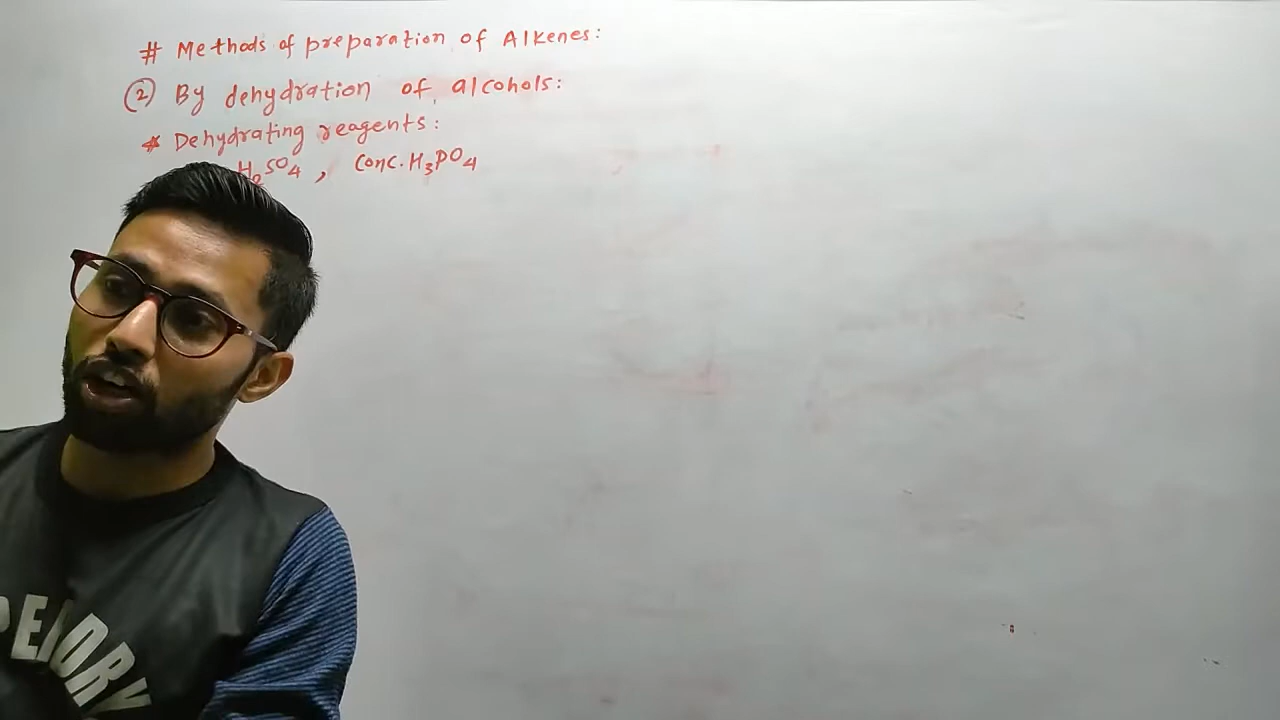 # Methods of preparation of Alkenes:
② By dehydration of alcohols:
* Dehydrating reagents:
H₂SO₄, Conc. H₃PO₄